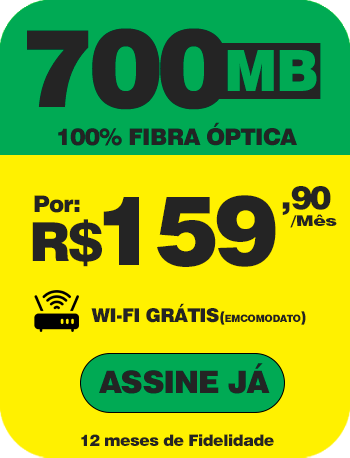 700MB
100% FIBRA ÓPTICA
Por:
R$159,90
/Mês
WI-FI GRÁTIS(EMCOMODATO)
ASSINE JÁ
12 meses de Fidelidade